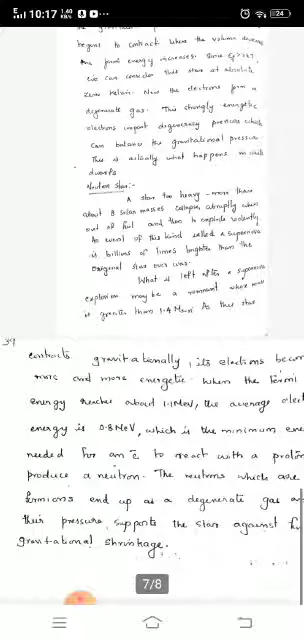 10:17 1.40 KB/S 24
begins to contract where the volume decreases
the fermi energy increases. Since
we can consider that star at absolute
zero kelvin. Now the electrons form a
degenerate gas. This strongly energetic
electrons impart degeneracy pressure which
can balance the gravitational pressure
This is actually what happens in white
dwarfs
Neutron star:-
A star too heavy - more than
about 8 solar masses collapse abruptly when
out of fuel and then to explode violently.
An event of this kind called a supernova
is billions of times brighter than the
original star ever was.
What is left after a supernova
explosion may be a remnant whose mass
is greater than 1.4 Msun As this star
39
contracts gravitationally, its electrons becom
more and more energetic. When the fermi
energy reaches about 1.1MeV, the average elect
energy is 0.8MeV, which is the minimum ene
needed for an e to react with a proton
produce a neutron. The neutrons which are
fermions end up as a degenerate gas an
their pressure supports the star against
gravitational shrinkage.
7/8